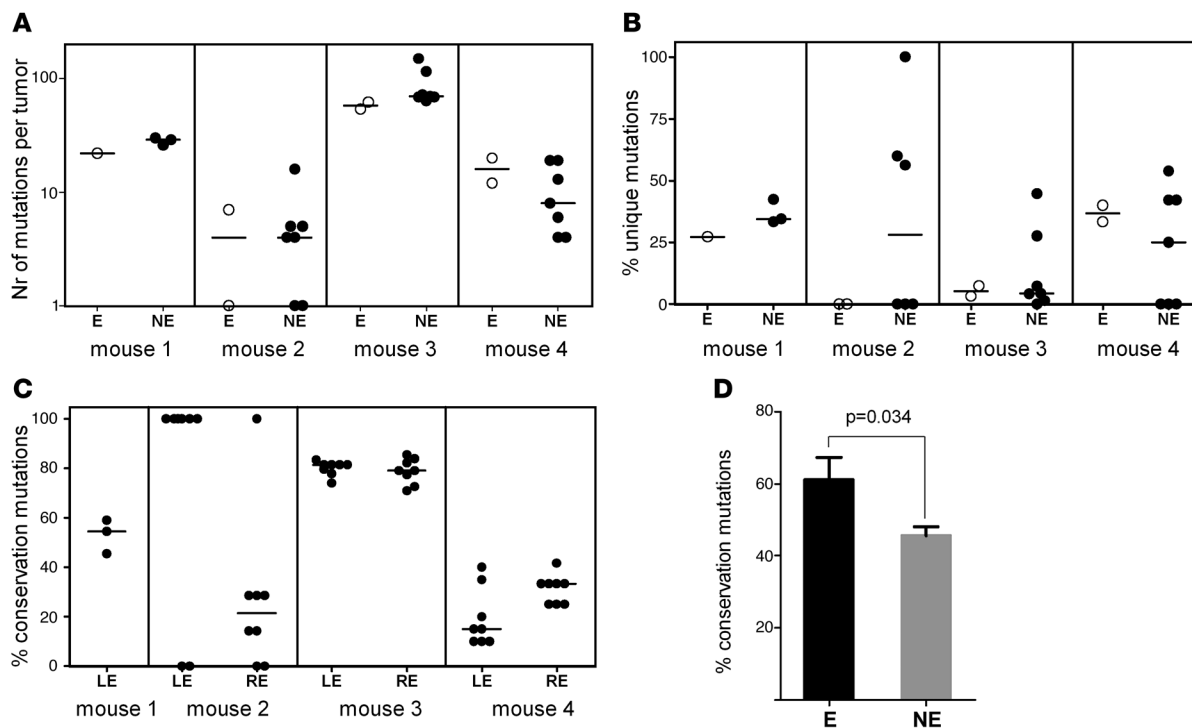 A
Nr of mutations per tumor
100
10
1
E NE E NE E NE E NE
mouse 1 mouse 2 mouse 3 mouse 4
B
% unique mutations
100
75
50
25
0
E NE E NE E NE E NE
mouse 1 mouse 2 mouse 3 mouse 4
C
% conservation mutations
100
80
60
40
20
0
LE LE RE LE RE LE RE
mouse 1 mouse 2 mouse 3 mouse 4
D
% conservation mutations
80
60
40
20
p=0.034
E NE